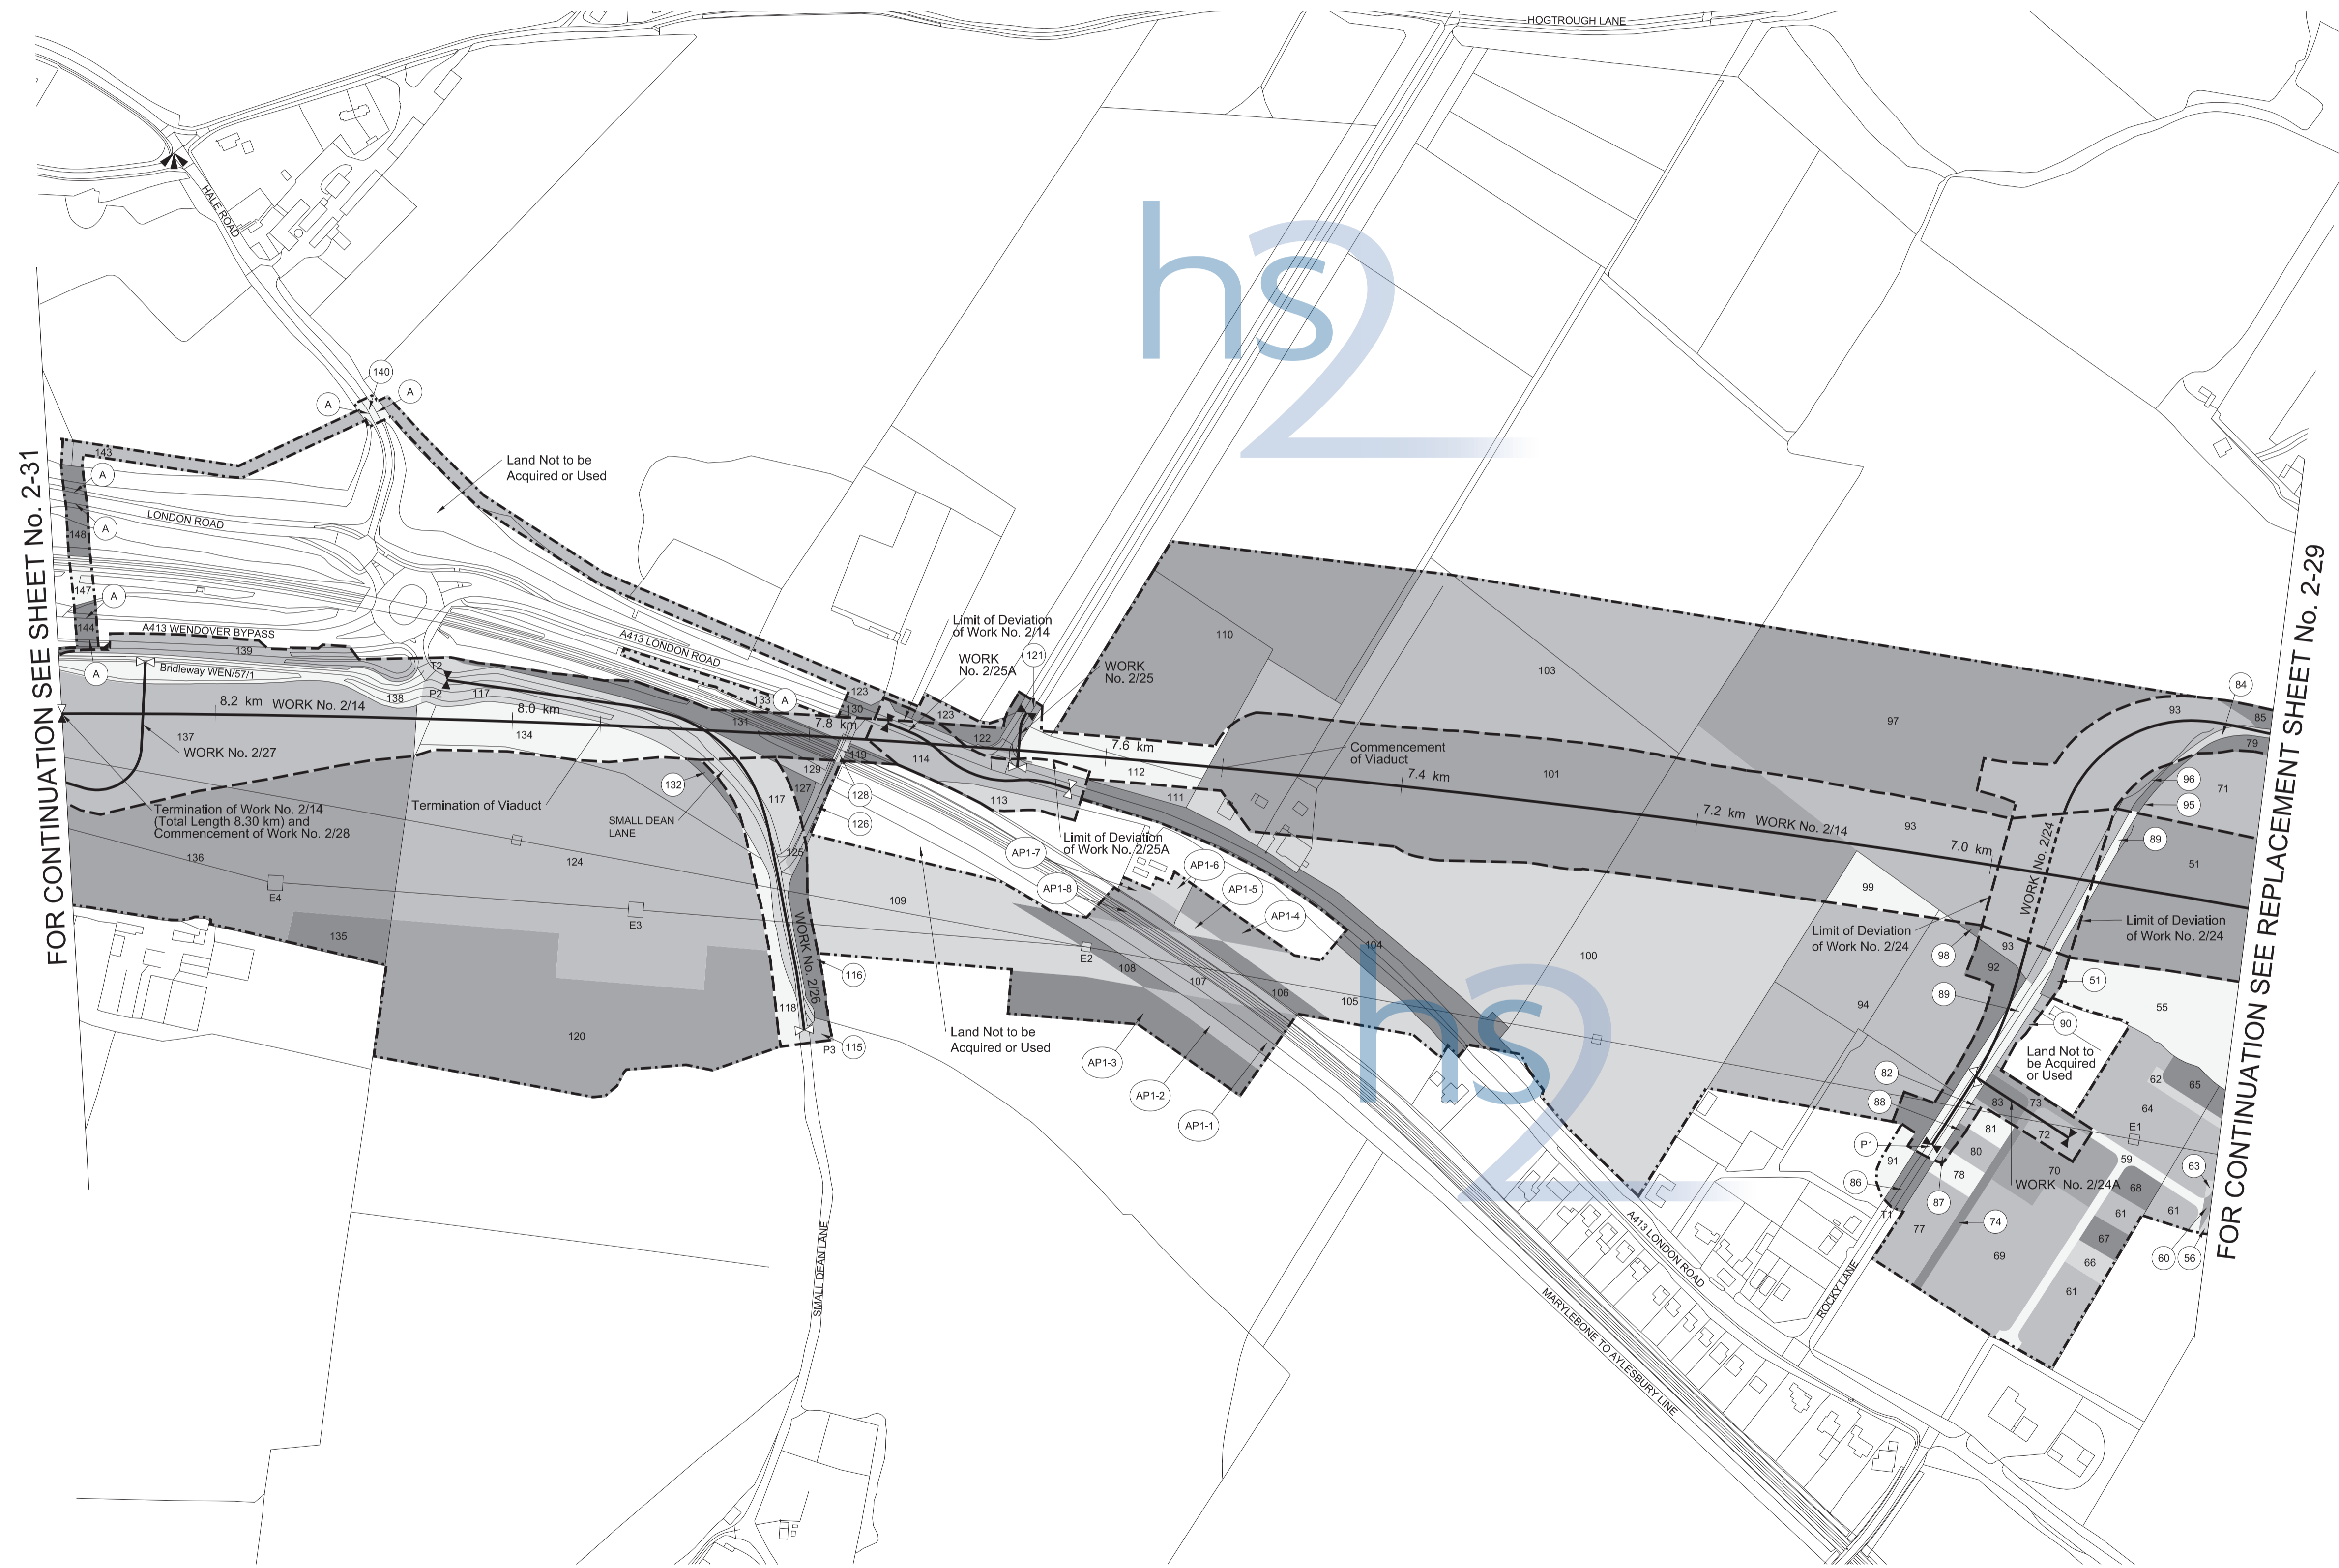 HOGTROUGH LANE
HALE ROAD
hs2
140
A
A
FOR CONTINUATION SEE SHEET No. 2-31
143
A
Land Not to be
Acquired or Used
LONDON ROAD
A
148
147
A
144
A413 WENDOVER BYPASS
139
A
Bridleway WEN/57/1
T2
P2
138
117
A413 LONDON ROAD
133
A
123
130
123
Limit of Deviation
of Work No. 2/14
WORK
No. 2/25A
121
WORK
No. 2/25
110
103
97
84
93
85
79
FOR CONTINUATION SEE REPLACEMENT SHEET No. 2-29
8.2 km
WORK No. 2/14
8.0 km
131
7.8 km
122
119
114
7.6 km
112
Commencement
of Viaduct
7.4 km
101
7.2 km
WORK No. 2/14
93
7.0 km
WORK No. 2/24
96
95
71
89
51
137
WORK No. 2/27
134
132
129
127
117
128
126
113
111
Termination of Work No. 2/14
(Total Length 8.30 km) and
Commencement of Work No. 2/28
Termination of Viaduct
SMALL DEAN
LANE
Limit of Deviation
of Work No. 2/25A
136
124
125
E4
E3
135
109
AP1-7
AP1-8
AP1-6
AP1-5
AP1-4
99
Limit of Deviation
of Work No. 2/24
Limit of Deviation
of Work No. 2/24
93
98
92
51
89
55
WORK No. 2/26
116
118
P3
115
120
Land Not to be
Acquired or Used
E2
108
107
106
105
104
100
94
AP1-3
AP1-2
AP1-1
hs2
90
Land Not to
be Acquired
or Used
82
88
83
73
72
62
65
64
E1
P1
81
80
91
78
59
63
70
WORK No. 2/24A
68
86
87
T1
77
74
69
61
61
67
66
61
60
56
SMALL DEAN LANE
A413 LONDON ROAD
ROCKY LANE
MARYLEBONE TO AYLESBURY LINE